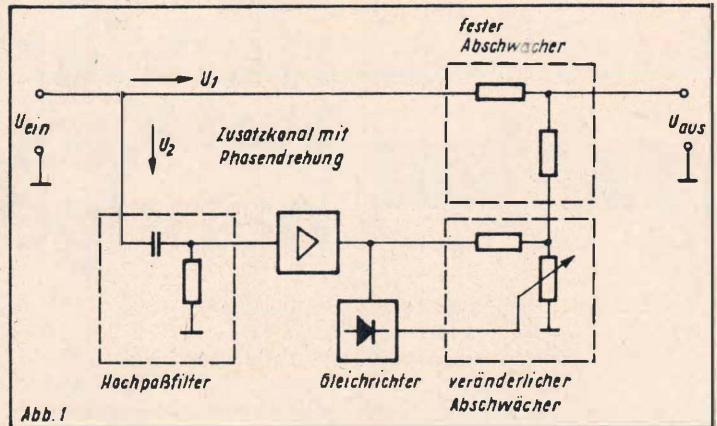 fester
Abschwächer
U1
Uein
U2
Zusatzkanal mit
Phasendrehung
Uaus
Hochpaßfilter
Gleichrichter
veränderlicher
Abschwächer
Abb. 1